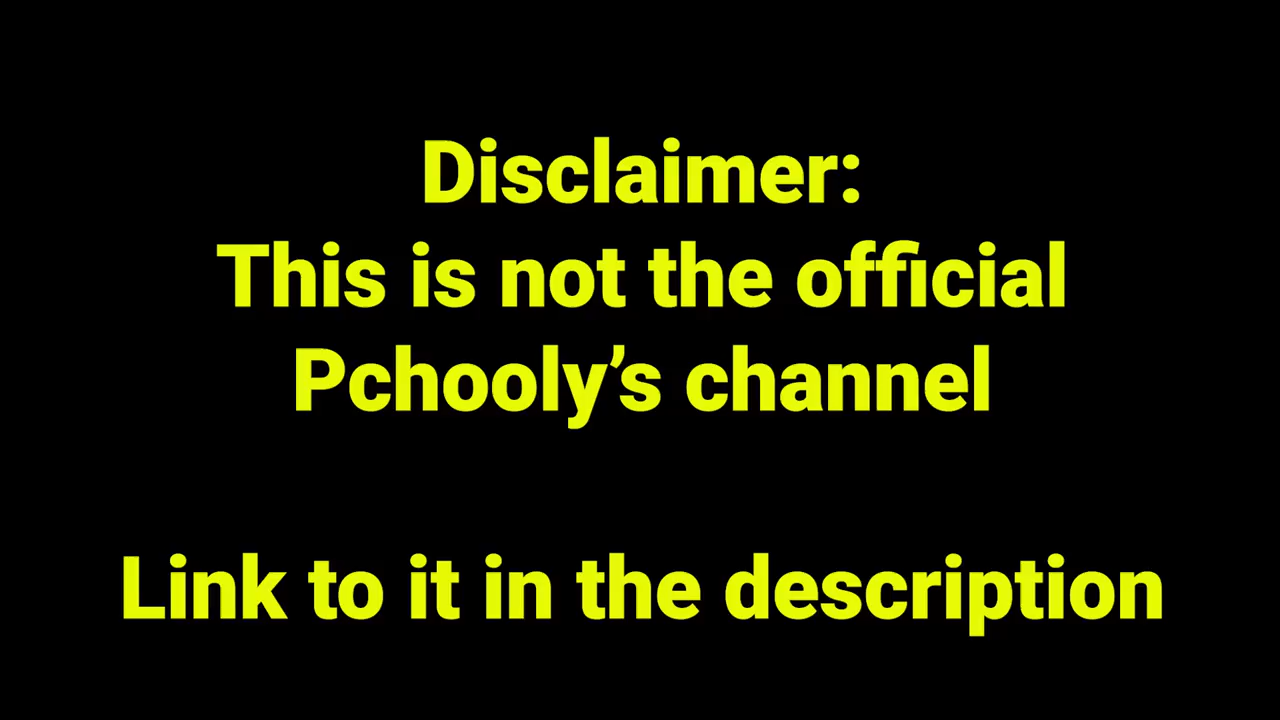 Disclaimer:
This is not the official
Pchooly’s channel
Link to it in the description